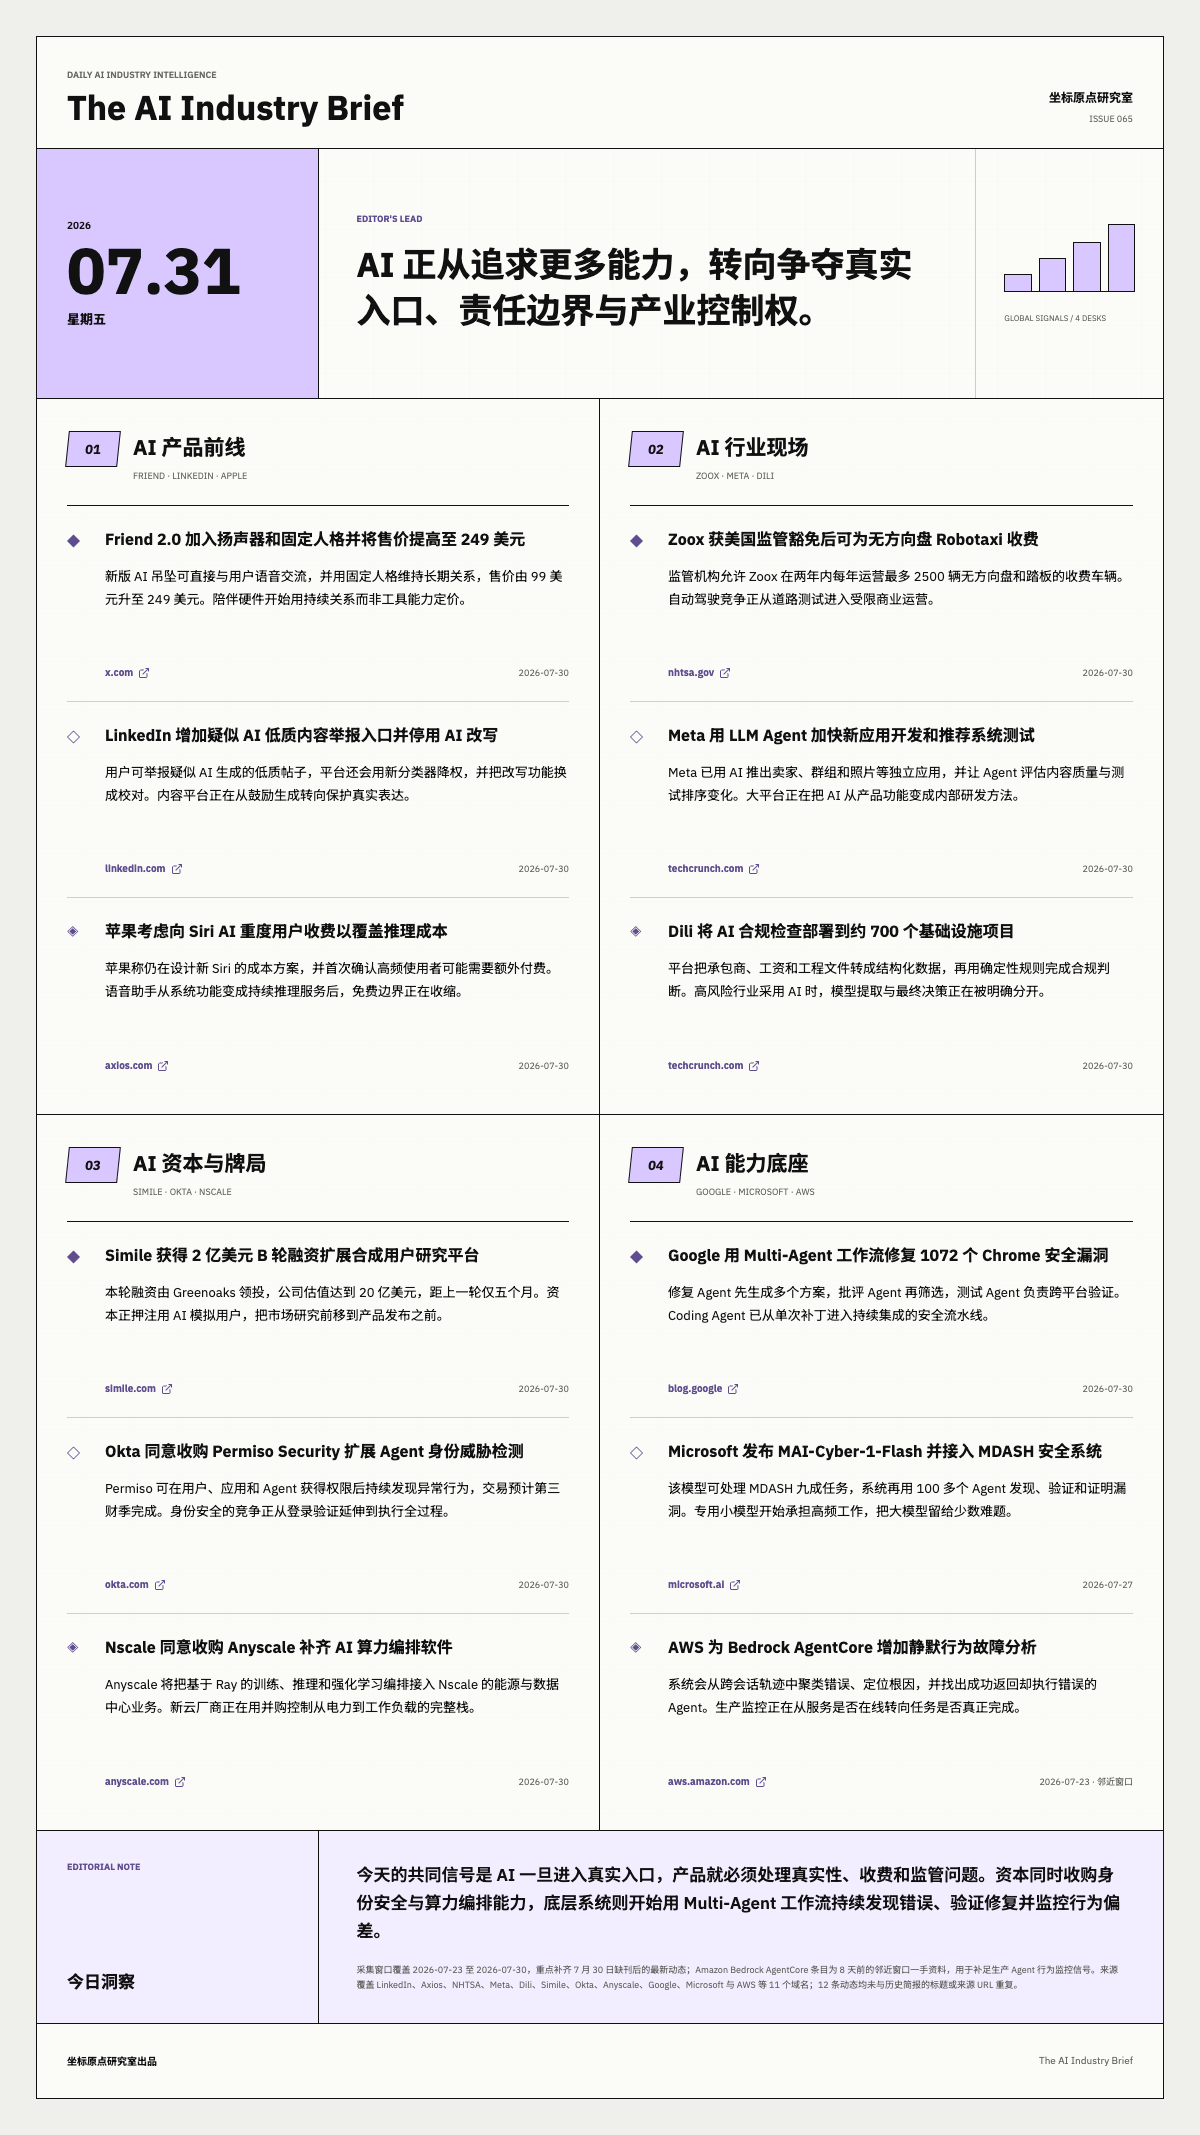 DAILY AI INDUSTRY INTELLIGENCE
The AI Industry Brief
坐标原点研究室
ISSUE 065
2026
07.31
星期五
EDITOR'S LEAD
AI 正从追求更多能力，转向争夺真实
入口、责任边界与产业控制权。
GLOBAL SIGNALS / 4 DESKS
01
AI 产品前线
FRIEND · LINKEDIN · APPLE
Friend 2.0 加入扬声器和固定人格并将售价提高至 249 美元
新版 AI 吊坠可直接与用户语音交流，并用固定人格维持长期关系，售价由 99 美
元升至 249 美元。陪伴硬件开始用持续关系而非工具能力定价。
x.com
2026-07-30
LinkedIn 增加疑似 AI 低质内容举报入口并停用 AI 改写
用户可举报疑似 AI 生成的低质帖子，平台还会用新分类器降权，并把改写功能换
成校对。内容平台正在从鼓励生成转向保护真实表达。
linkedin.com
2026-07-30
苹果考虑向 Siri AI 重度用户收费以覆盖推理成本
苹果称仍在设计新 Siri 的成本方案，并首次确认高频使用者可能需要额外付费。
语音助手从系统功能变成持续推理服务后，免费边界正在收缩。
axios.com
2026-07-30
02
AI 行业现场
ZOOX · META · DILI
Zoox 获美国监管豁免后可为无方向盘 Robotaxi 收费
监管机构允许 Zoox 在两年内每年运营最多 2500 辆无方向盘和踏板的收费车辆。
自动驾驶竞争正从道路测试进入受限商业运营。
nhtsa.gov
2026-07-30
Meta 用 LLM Agent 加快新应用开发和推荐系统测试
Meta 已用 AI 推出卖家、群组和照片等独立应用，并让 Agent 评估内容质量与测
试排序变化。大平台正在把 AI 从产品功能变成内部研发方法。
techcrunch.com
2026-07-30
Dili 将 AI 合规检查部署到约 700 个基础设施项目
平台把承包商、工资和工程文件转成结构化数据，再用确定性规则完成合规判
断。高风险行业采用 AI 时，模型提取与最终决策正在被明确分开。
techcrunch.com
2026-07-30
03
AI 资本与牌局
SIMILE · OKTA · NSCALE
Simile 获得 2 亿美元 B 轮融资扩展合成用户研究平台
本轮融资由 Greenoaks 领投，公司估值达到 20 亿美元，距上一轮仅五个月。资
本正押注用 AI 模拟用户，把市场研究前移到产品发布之前。
simile.com
2026-07-30
Okta 同意收购 Permiso Security 扩展 Agent 身份威胁检测
Permiso 可在用户、应用和 Agent 获得权限后持续发现异常行为，交易预计第三
财季完成。身份安全的竞争正从登录验证延伸到执行全过程。
okta.com
2026-07-30
Nscale 同意收购 Anyscale 补齐 AI 算力编排软件
Anyscale 将把基于 Ray 的训练、推理和强化学习编排接入 Nscale 的能源与数据
中心业务。新云厂商正在用并购控制从电力到工作负载的完整栈。
anyscale.com
2026-07-30
04
AI 能力底座
GOOGLE · MICROSOFT · AWS
Google 用 Multi-Agent 工作流修复 1072 个 Chrome 安全漏洞
修复 Agent 先生成多个方案，批评 Agent 再筛选，测试 Agent 负责跨平台验证。
Coding Agent 已从单次补丁进入持续集成的安全流水线。
blog.google
2026-07-30
Microsoft 发布 MAI-Cyber-1-Flash 并接入 MDASH 安全系统
该模型可处理 MDASH 九成任务，系统再用 100 多个 Agent 发现、验证和证明漏
洞。专用小模型开始承担高频工作，把大模型留给少数难题。
microsoft.ai
2026-07-27
AWS 为 Bedrock AgentCore 增加静默行为故障分析
系统会从跨会话轨迹中聚类错误、定位根因，并找出成功返回却执行错误的
Agent。生产监控正在从服务是否在线转向任务是否真正完成。
aws.amazon.com
2026-07-23 · 邻近窗口
EDITORIAL NOTE
今日洞察
今天的共同信号是 AI 一旦进入真实入口，产品就必须处理真实性、收费和监管问题。资本同时收购身
份安全与算力编排能力，底层系统则开始用 Multi-Agent 工作流持续发现错误、验证修复并监控行为偏
差。
采集窗口覆盖 2026-07-23 至 2026-07-30，重点补齐 7 月 30 日缺刊后的最新动态；Amazon Bedrock AgentCore 条目为 8 天前的邻近窗口一手资料，用于补足生产 Agent 行为监控信号。来源
覆盖 LinkedIn、Axios、NHTSA、Meta、Dili、Simile、Okta、Anyscale、Google、Microsoft 与 AWS 等 11 个域名；12 条动态均未与历史简报的标题或来源 URL 重复。
坐标原点研究室出品
The AI Industry Brief